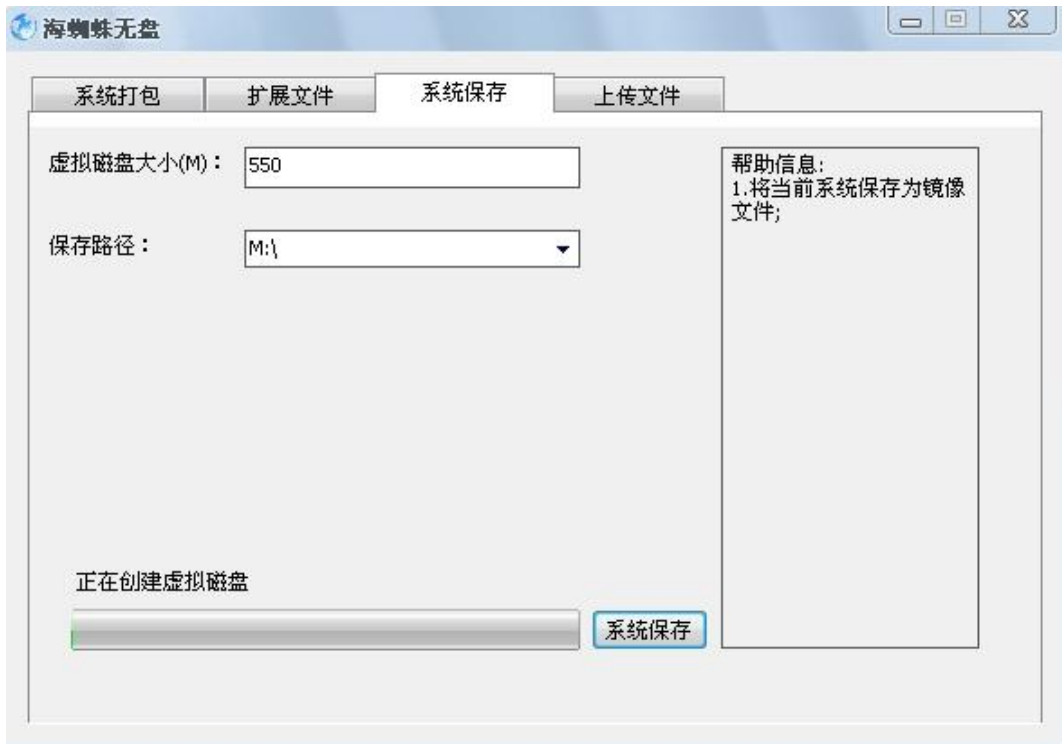 海蜘蛛无盘
系统打包 扩展文件 系统保存 上传文件
虚拟磁盘大小(M)： 550
保存路径： M:\
帮助信息:
1.将当前系统保存为镜像
文件;
正在创建虚拟磁盘
系统保存